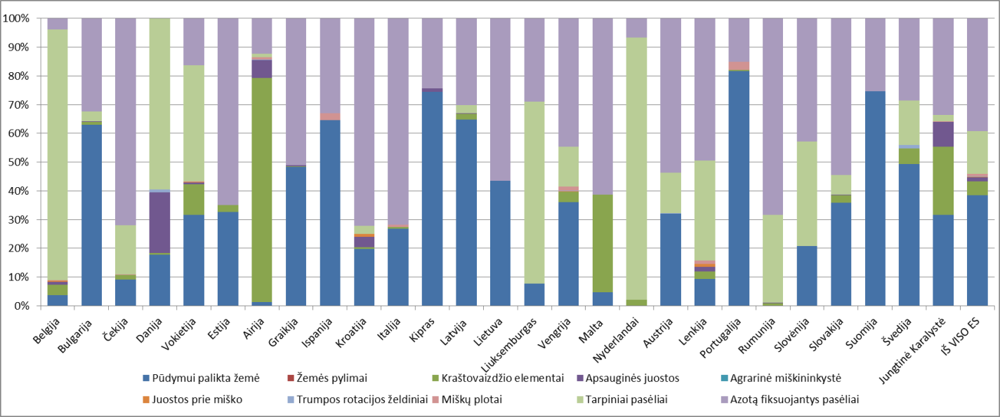 100%
90%
80%
70%
60%
50%
40%
30%
20%
10%
0%
Belgija
Bulgarija
Čekija
Danija
Vokietija
Estija
Airija
Graikija
Ispanija
Kroatija
Italija
Kipras
Latvija
Lietuva
Liuksemburgas
Vengrija
Malta
Nyderlandai
Austrija
Lenkija
Portugalija
Rumunija
Slovėnija
Slovakija
Suomija
Švedija
Jungtinė Karalystė
IŠ VISO ES
Pūdymui palikta žemė
Žemės pylimai
Kraštovaizdžio elementai
Apsauginės juostos
Agrarinė miškininkystė
Juostos prie miško
Trumpos rotacijos želdiniai
Miškų plotai
Tarpiniai pasėliai
Azotą fiksuojantys pasėliai